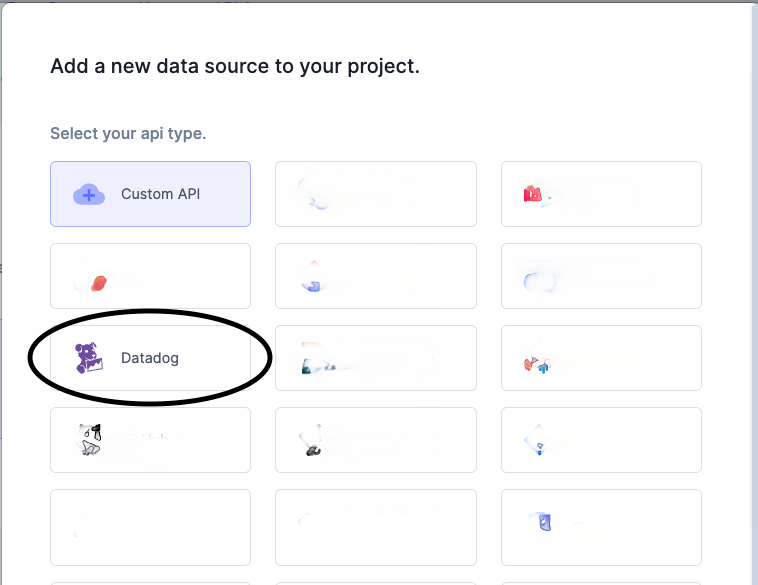 Add a new data source to your project.
Select your api type.
Custom API
Datadog